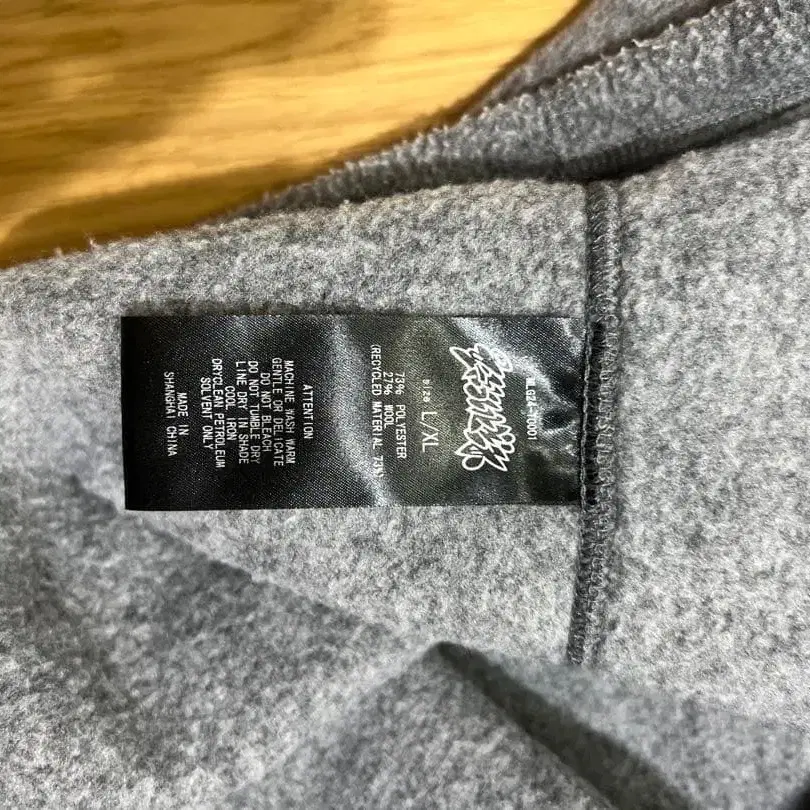 Size L/XL
73% POLYESTER
27% WOOL
(RECYCLED MATERIAL 73%)
ATTENTION
MACHINE WASH WARM
GENTLE OR DELICATE
DO NOT BLEACH
DO NOT TUMBLE DRY
LINE DRY IN SHADE
COOL IRON
DRYCLEAN PETROLEUM
SOLVENT ONLY
MADE IN
SHANGHAI CHINA